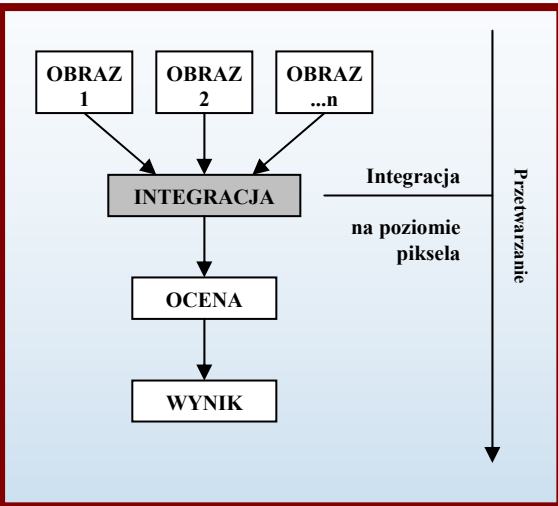 OBRAZ
1
OBRAZ
2
OBRAZ
...n
INTEGRACJA
Integracja
na poziomie
piksela
Przetwarzanie
OCENA
WYNIK